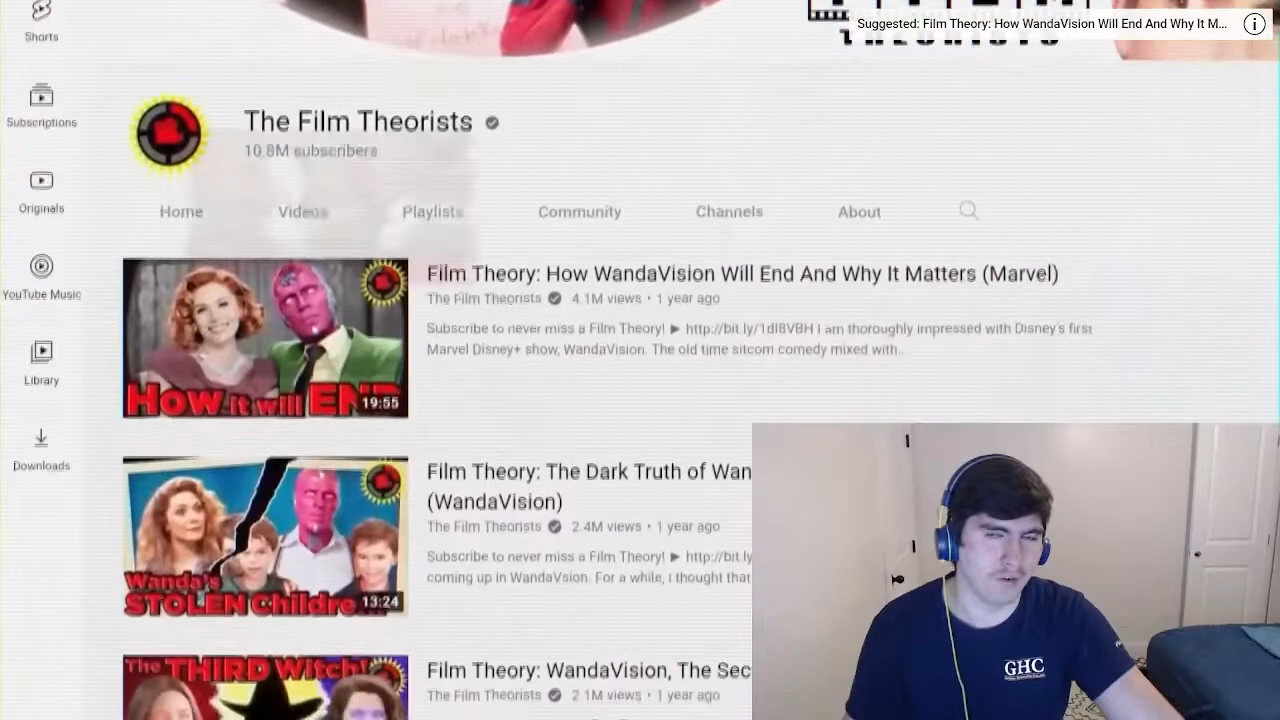 Shorts
Suggested: Film Theory: How WandaVision Will End And Why It M...
THEORISTS
Subscriptions
The Film Theorists
10.8M subscribers
Originals
Home Videos Playlists Community Channels About
YouTube Music
Film Theory: How WandaVision Will End And Why It Matters (Marvel)
The Film Theorists 4.1M views • 1 year ago
Subscribe to never miss a Film Theory! ► http://bit.ly/1dI8VBH I am thoroughly impressed with Disney's first
Marvel Disney+ show, WandaVision. The old time sitcom comedy mixed with..
HOW it will END
19:55
Library
Downloads
Film Theory: The Dark Truth of Wan
(WandaVision)
The Film Theorists 2.4M views • 1 year ago
Subscribe to never miss a Film Theory! ► http://bit.ly
coming up in WandaVsion. For a while, I thought that
Wanda's
STOLEN Childre
13:24
The THIRD Witch!
Film Theory: WandaVision, The Sec
The Film Theorists 2.1M views • 1 year ago
GHC